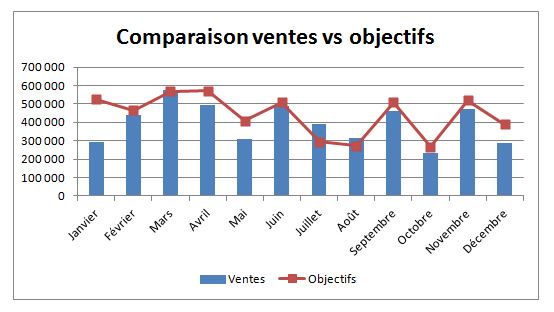 Comparaison ventes vs objectifs
700 000
600 000
500 000
400 000
300 000
200 000
100 000
0
Janvier
Février
Mars
Avril
Mai
Juin
Juillet
Août
Septembre
Octobre
Novembre
Décembre
Ventes
Objectifs